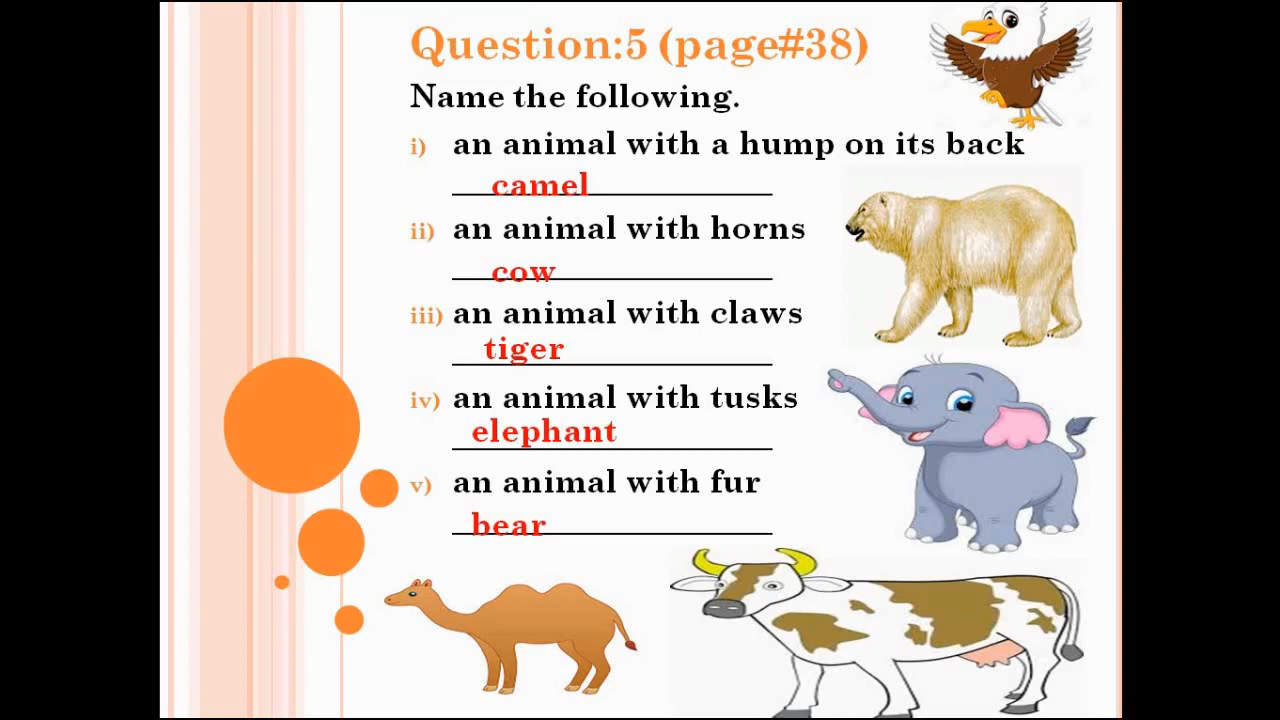 Question:5 (page#38)
Name the following.
i) an animal with a hump on its back
camel
ii) an animal with horns
cow
iii) an animal with claws
tiger
iv) an animal with tusks
elephant
v) an animal with fur
bear